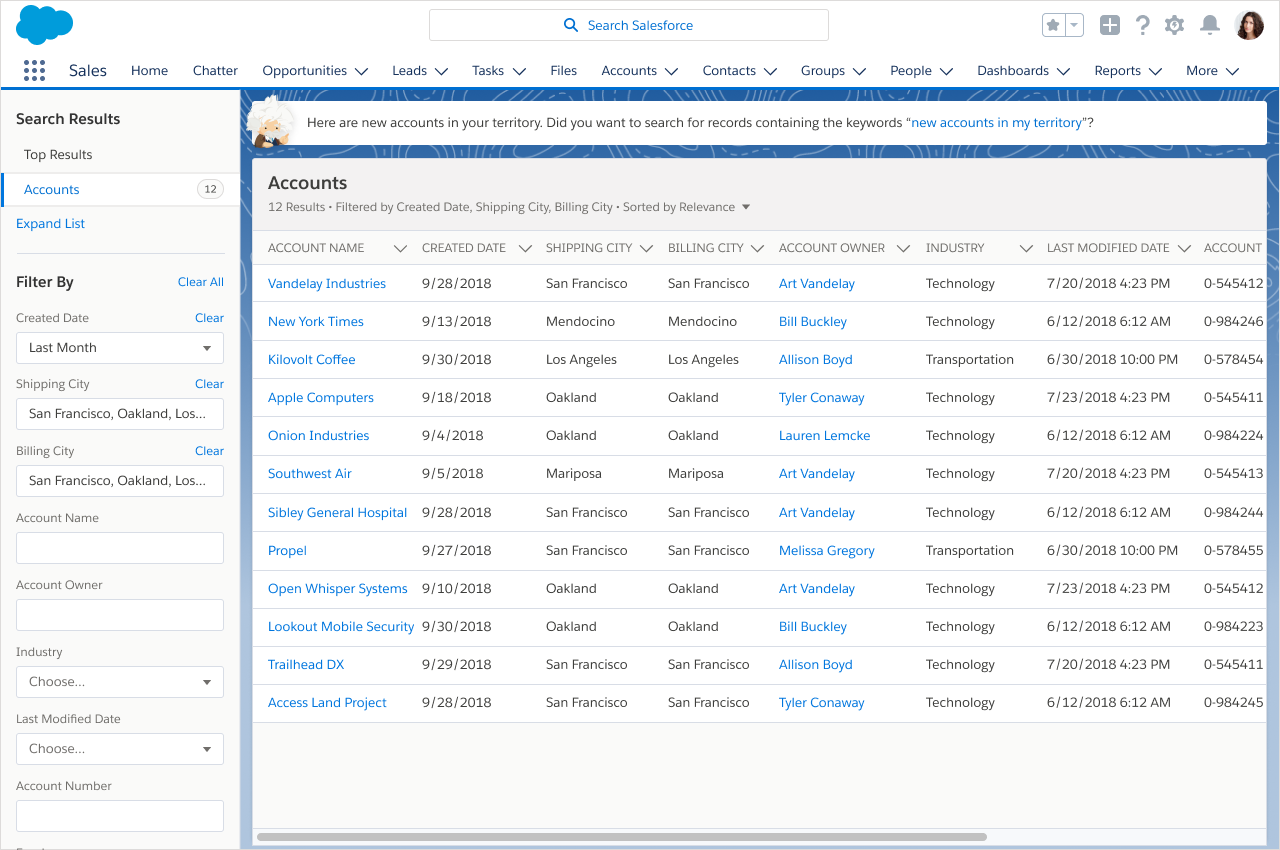 Search Salesforce
Sales Home Chatter Opportunities Leads Tasks Files Accounts Contacts Groups People Dashboards Reports More
Search Results
Top Results
Accounts 12
Expand List
Filter By Clear All
Created Date Clear
Last Month
Shipping City Clear
San Francisco, Oakland, Los...
Billing City Clear
San Francisco, Oakland, Los...
Account Name
Account Owner
Industry
Choose...
Last Modified Date
Choose...
Account Number
Here are new accounts in your territory. Did you want to search for records containing the keywords “new accounts in my territory”?
Accounts
12 Results • Filtered by Created Date, Shipping City, Billing City • Sorted by Relevance
ACCOUNT NAME CREATED DATE SHIPPING CITY BILLING CITY ACCOUNT OWNER INDUSTRY LAST MODIFIED DATE ACCOUNT
Vandelay Industries 9/28/2018 San Francisco San Francisco Art Vandelay Technology 7/20/2018 4:23 PM 0-545412
New York Times 9/13/2018 Mendocino Mendocino Bill Buckley Technology 6/12/2018 6:12 AM 0-984246
Kilovolt Coffee 9/30/2018 Los Angeles Los Angeles Allison Boyd Transportation 6/30/2018 10:00 PM 0-578454
Apple Computers 9/18/2018 Oakland Oakland Tyler Conaway Technology 7/23/2018 4:23 PM 0-545411
Onion Industries 9/4/2018 Oakland Oakland Lauren Lemcke Technology 6/12/2018 6:12 AM 0-984224
Southwest Air 9/5/2018 Mariposa Mariposa Art Vandelay Technology 7/20/2018 4:23 PM 0-545413
Sibley General Hospital 9/28/2018 San Francisco San Francisco Art Vandelay Technology 6/12/2018 6:12 AM 0-984244
Propel 9/27/2018 San Francisco San Francisco Melissa Gregory Transportation 6/30/2018 10:00 PM 0-578455
Open Whisper Systems 9/10/2018 Oakland Oakland Art Vandelay Technology 7/23/2018 4:23 PM 0-545412
Lookout Mobile Security 9/30/2018 Oakland Oakland Bill Buckley Technology 6/12/2018 6:12 AM 0-984223
Trailhead DX 9/29/2018 San Francisco San Francisco Allison Boyd Technology 7/20/2018 4:23 PM 0-545411
Access Land Project 9/28/2018 San Francisco San Francisco Tyler Conaway Technology 6/12/2018 6:12 AM 0-984245